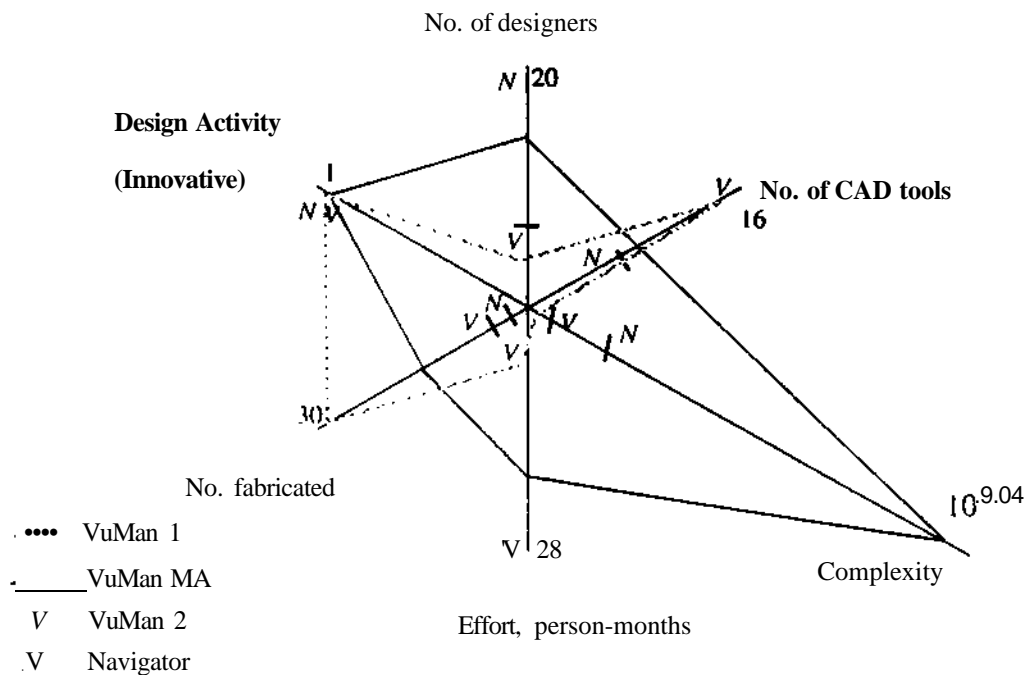 No. of designers
N 20
Design Activity
(Innovative)
1
N V
V
No. of CAD tools
16
V
N
N
V
V
N
V
30
No. fabricated
10 9.04
Complexity
V 28
Effort, person-months
•••• VuMan 1
VuMan MA
V VuMan 2
V Navigator